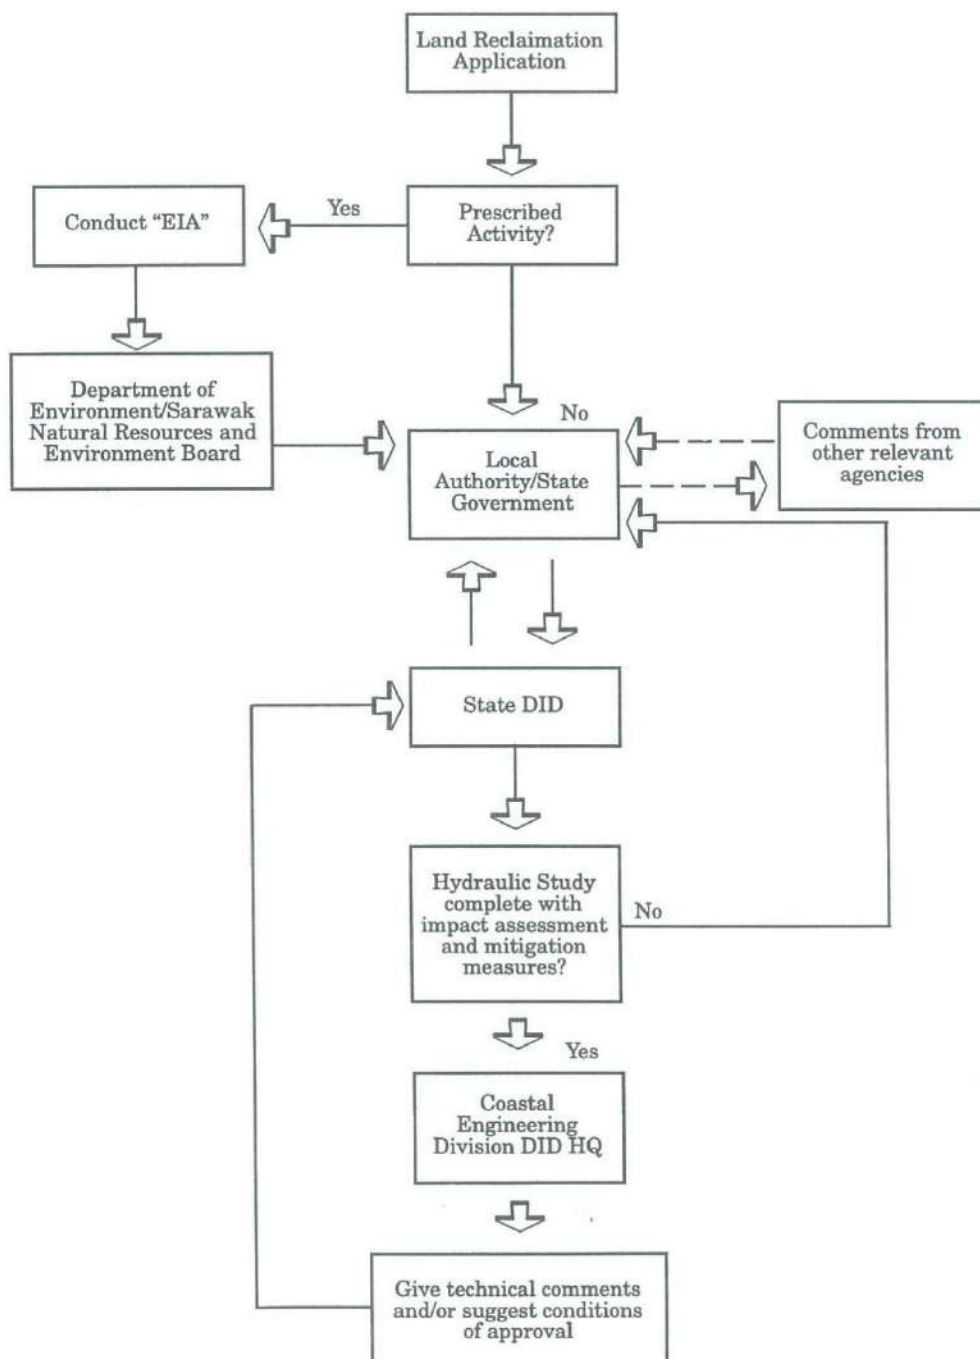 Land Reclaimation
Application
Yes
Conduct “EIA”
Prescribed
Activity?
Department of
Environment/Sarawak
Natural Resources and
Environment Board
No
Local
Authority/State
Government
Comments from
other relevant
agencies
State DID
Hydraulic Study
complete with
impact assessment
and mitigation
measures?
No
Yes
Coastal
Engineering
Division DID HQ
Give technical comments
and/or suggest conditions
of approval